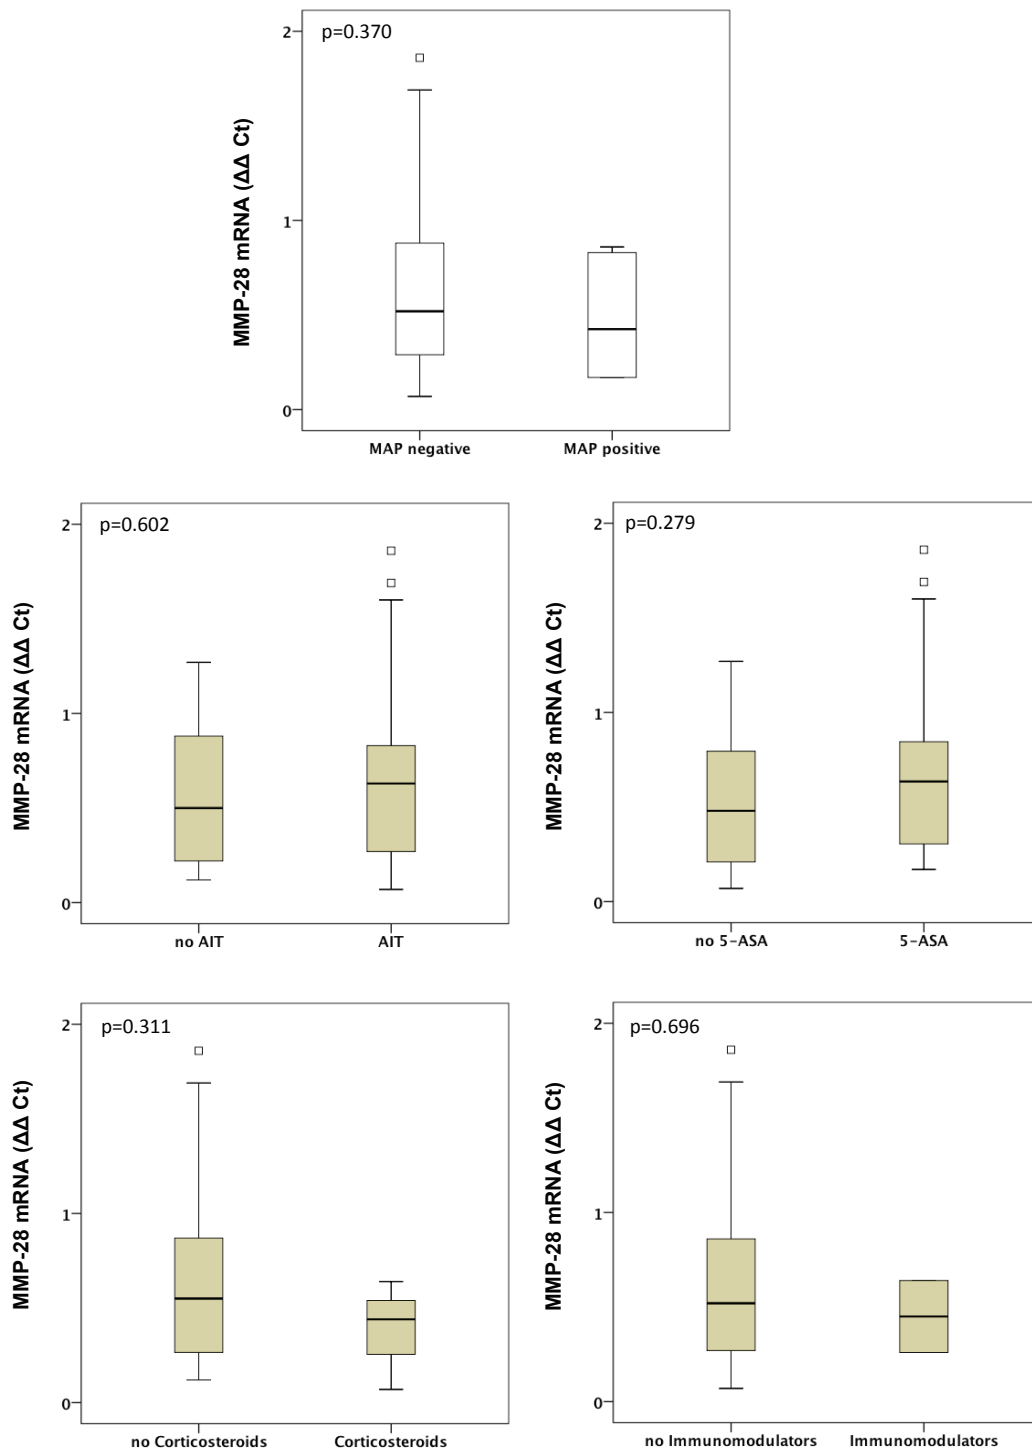 p=0.370
MMP-28 mRNA (ΔΔ Ct)
2
1
0
MAP negative MAP positive
p=0.602
MMP-28 mRNA (ΔΔ Ct)
2
1
0
no AIT AIT
p=0.279
MMP-28 mRNA (ΔΔ Ct)
2
1
0
no 5-ASA 5-ASA
p=0.311
MMP-28 mRNA (ΔΔ Ct)
2
1
0
no Corticosteroids Corticosteroids
p=0.696
MMP-28 mRNA (ΔΔ Ct)
2
1
0
no Immunomodulators Immunomodulators